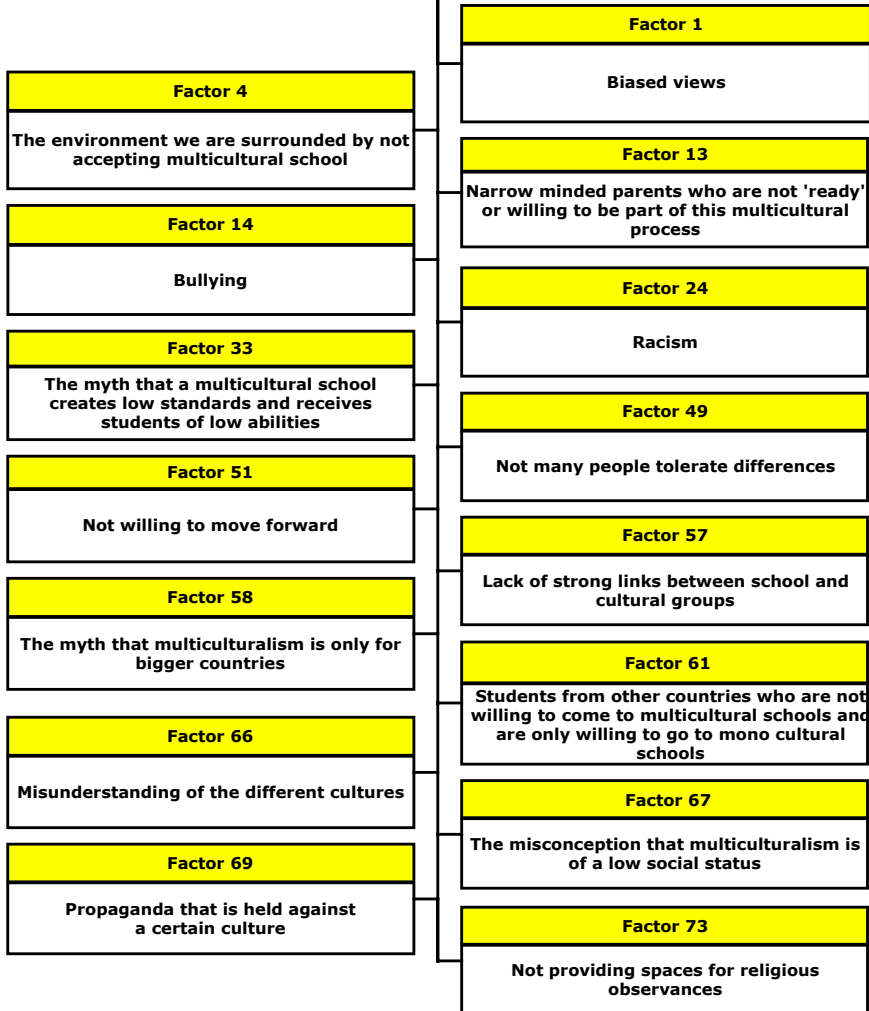 Factor 1
Biased views
Factor 4
The environment we are surrounded by not
accepting multicultural school
Factor 13
Narrow minded parents who are not 'ready'
or willing to be part of this multicultural
process
Factor 14
Bullying
Factor 24
Racism
Factor 33
The myth that a multicultural school
creates low standards and receives
students of low abilities
Factor 49
Not many people tolerate differences
Factor 51
Not willing to move forward
Factor 57
Lack of strong links between school and
cultural groups
Factor 58
The myth that multiculturalism is only for
bigger countries
Factor 61
Students from other countries who are not
willing to come to multicultural schools and
are only willing to go to mono cultural
schools
Factor 66
Misunderstanding of the different cultures
Factor 67
The misconception that multiculturalism is
of a low social status
Factor 69
Propaganda that is held against
a certain culture
Factor 73
Not providing spaces for religious
observances